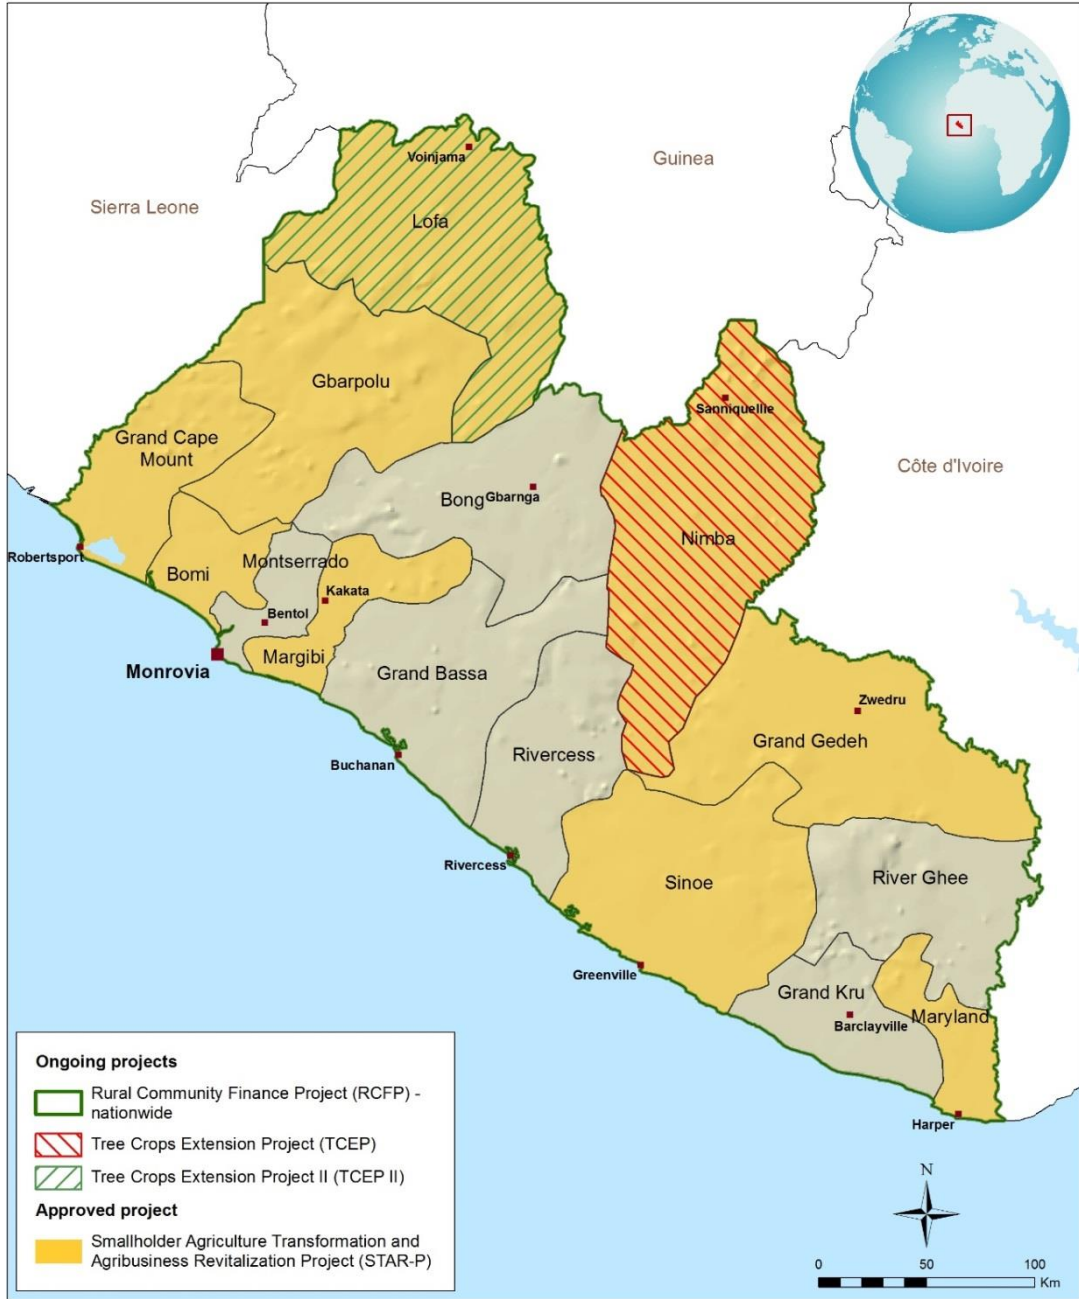 Voinjama
Guinea
Sierra Leone
Lofa
Gbarpolu
Sanniquellie
Grand Cape
Mount
Côte d'Ivoire
Bong
Gbarnga
Nimba
Robertsport
Montserrado
Bomi
Kakata
Bentol
Margibi
Monrovia
Grand Bassa
Zwedru
Grand Gedeh
Rivercess
Buchanan
Rivercess
Sinoe
River Ghee
Greenville
Grand Kru
Barclayville
Maryland
Harper
Ongoing projects
Rural Community Finance Project (RCFP) -
nationwide
Tree Crops Extension Project (TCEP)
Tree Crops Extension Project II (TCEP II)
Approved project
Smallholder Agriculture Transformation and
Agribusiness Revitalization Project (STAR-P)
N
0 50 100
Km